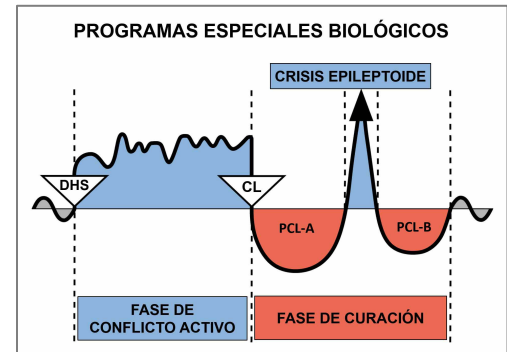 PROGRAMAS ESPECIALES BIOLÓGICOS
CRISIS EPILEPTOIDE
DHS
CL
PCL-A
PCL-B
FASE DE
CONFLICTO ACTIVO
FASE DE CURACIÓN